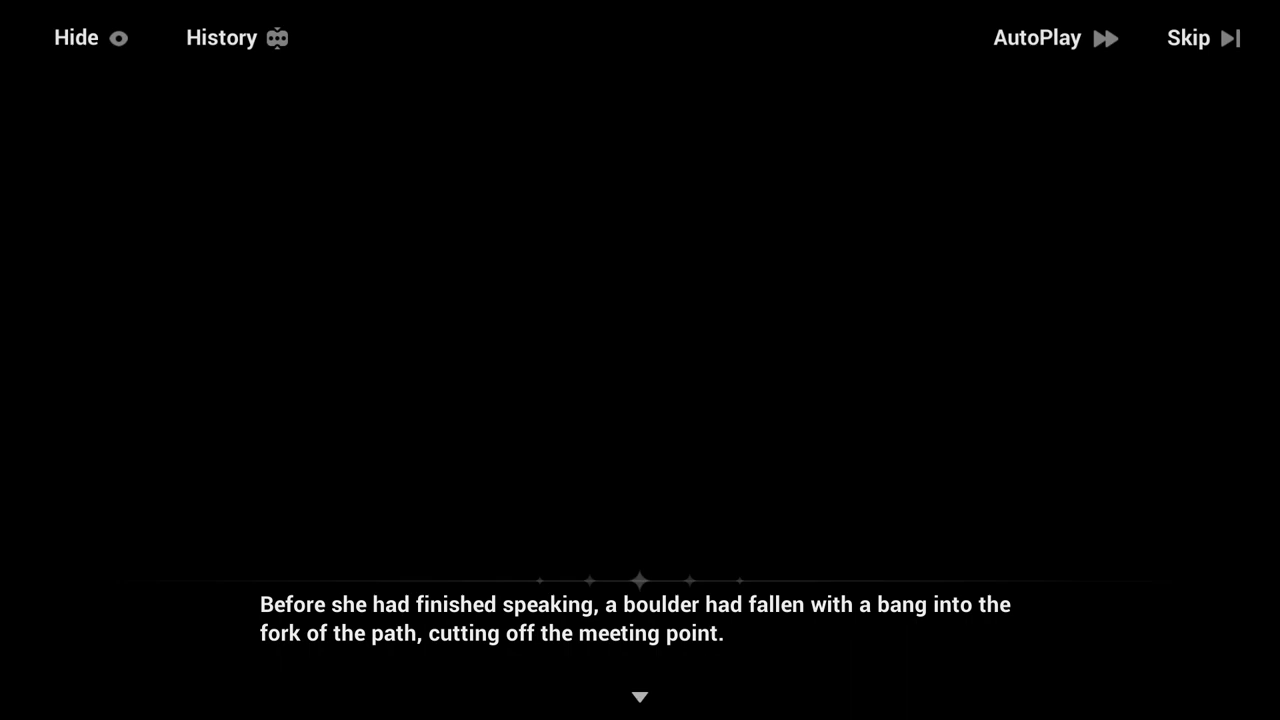 Hide
History
AutoPlay
Skip
Before she had finished speaking, a boulder had fallen with a bang into the
fork of the path, cutting off the meeting point.